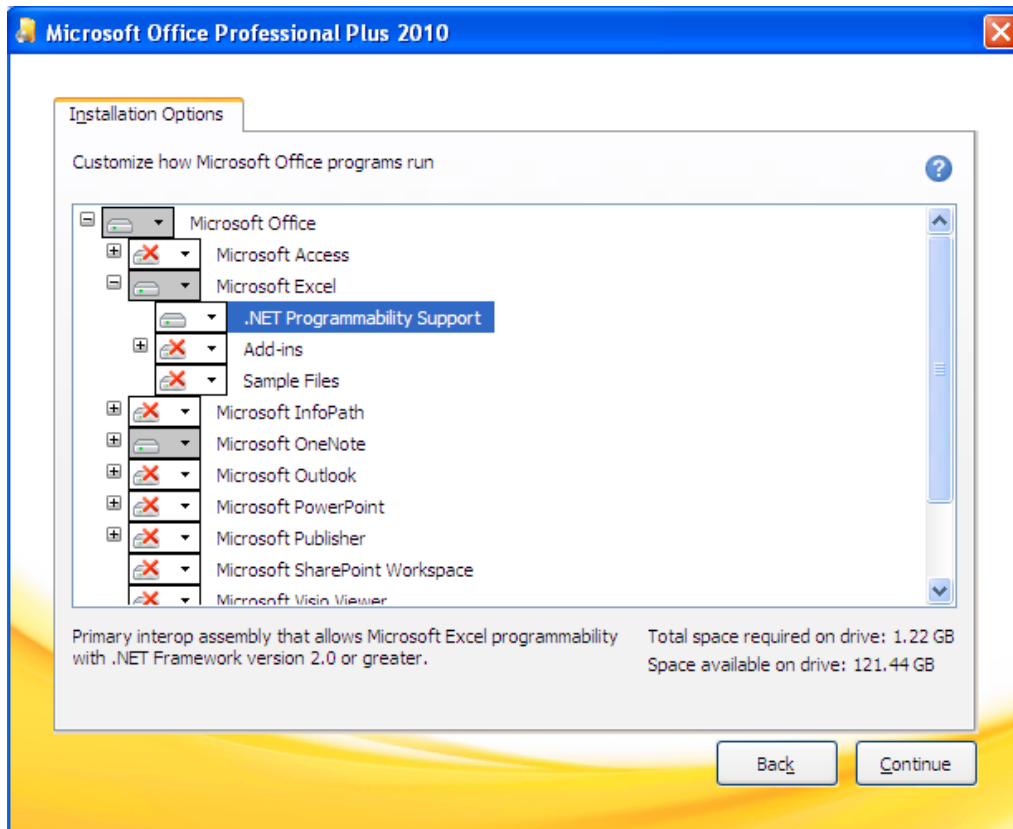 Microsoft Office Professional Plus 2010
Installation Options
Customize how Microsoft Office programs run
Microsoft Office
Microsoft Access
Microsoft Excel
.NET Programmability Support
Add-ins
Sample Files
Microsoft InfoPath
Microsoft OneNote
Microsoft Outlook
Microsoft PowerPoint
Microsoft Publisher
Microsoft SharePoint Workspace
Microsoft Visio Viewer
Primary interop assembly that allows Microsoft Excel programmability
with .NET Framework version 2.0 or greater.
Total space required on drive: 1.22 GB
Space available on drive: 121.44 GB
Back
Continue